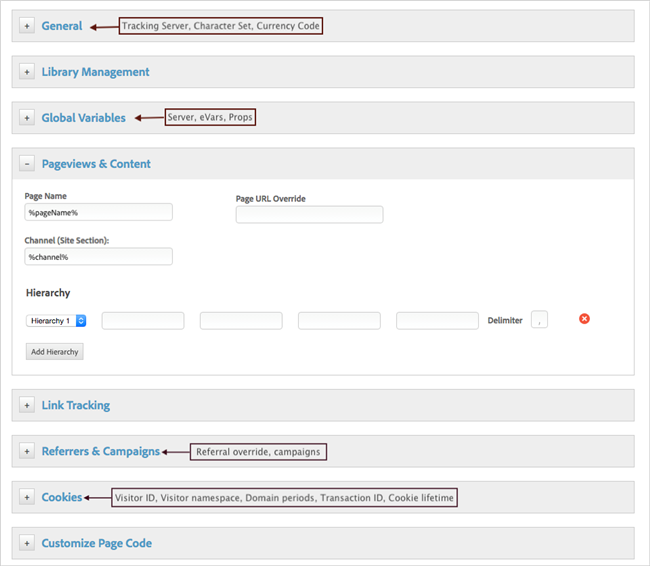 + General Tracking Server, Character Set, Currency Code
+ Library Management
+ Global Variables Server, eVars, Props
− Pageviews & Content
Page Name Page URL Override
%pageName%
Channel (Site Section):
%channel%
Hierarchy
Hierarchy 1 Delimiter ,
Add Hierarchy
+ Link Tracking
+ Referrers & Campaigns Referral override, campaigns
+ Cookies Visitor ID, Visitor namespace, Domain periods, Transaction ID, Cookie lifetime
+ Customize Page Code